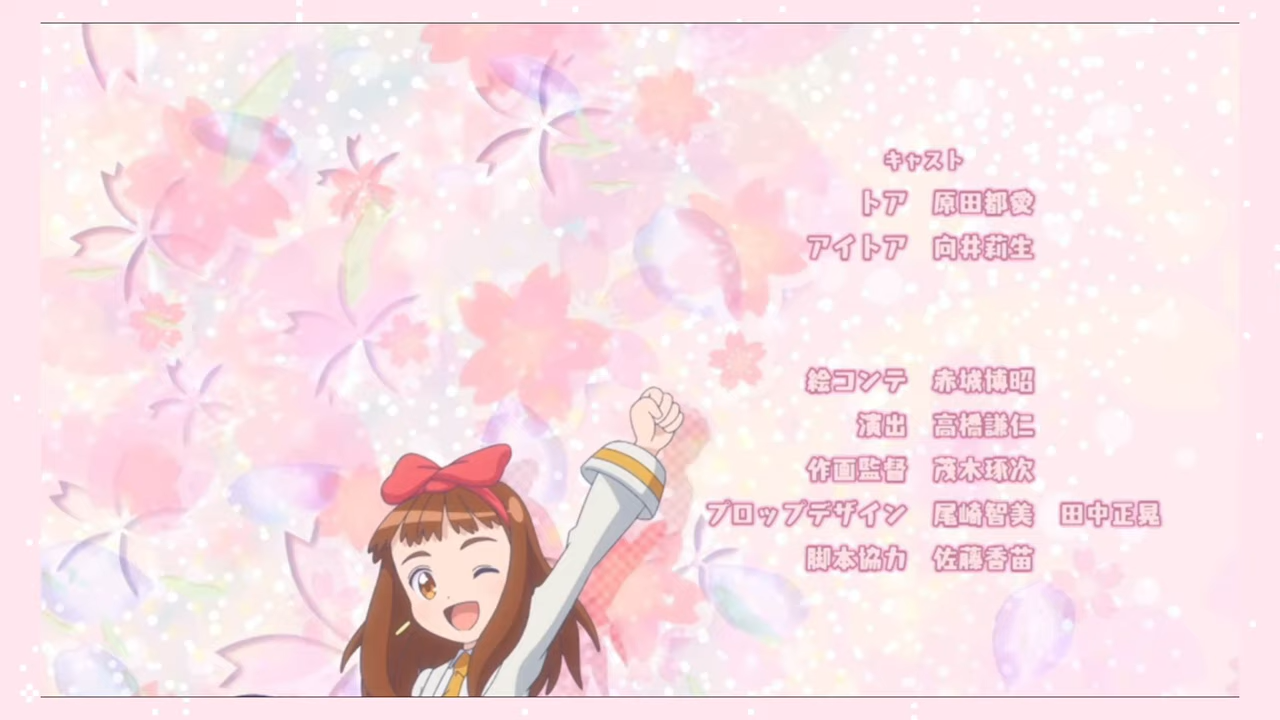 キャスト
トア 原田都愛
アイトア 向井莉生
絵コンテ 赤城博昭
演出 高橋謙仁
作画監督 茂木琢次
プロップデザイン 尾崎智美 田中正晃
脚本協力 佐藤香苗